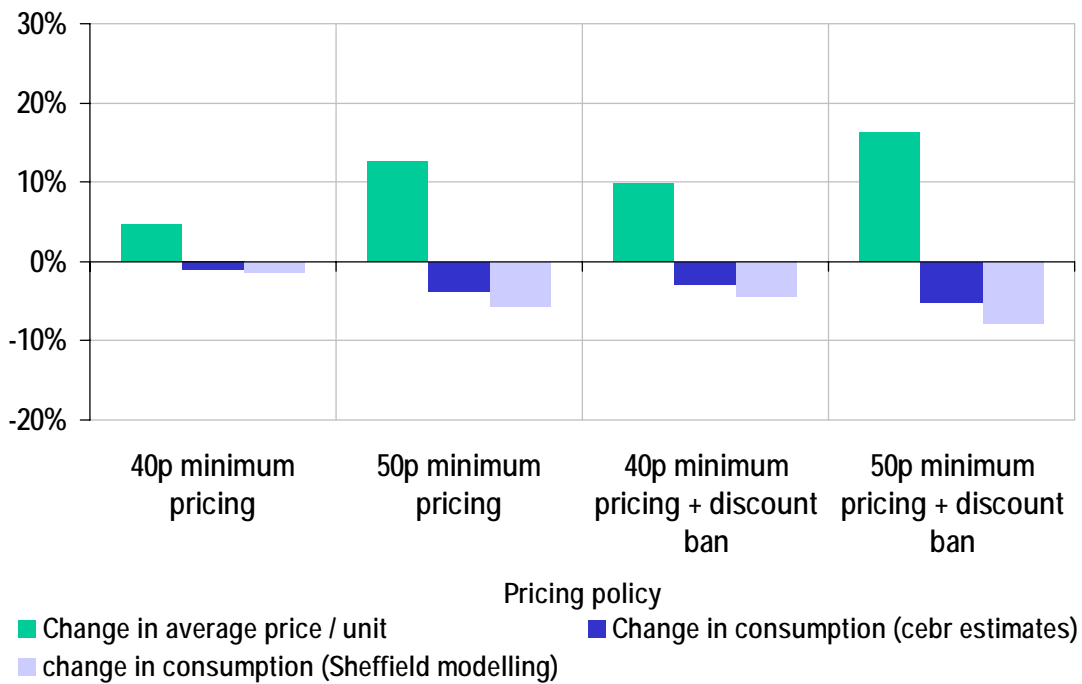 30%
20%
10%
0%
-10%
-20%
40p minimum
pricing
50p minimum
pricing
40p minimum
pricing + discount
ban
50p minimum
pricing + discount
ban
Pricing policy
Change in average price / unit
Change in consumption (cebr estimates)
change in consumption (Sheffield modelling)